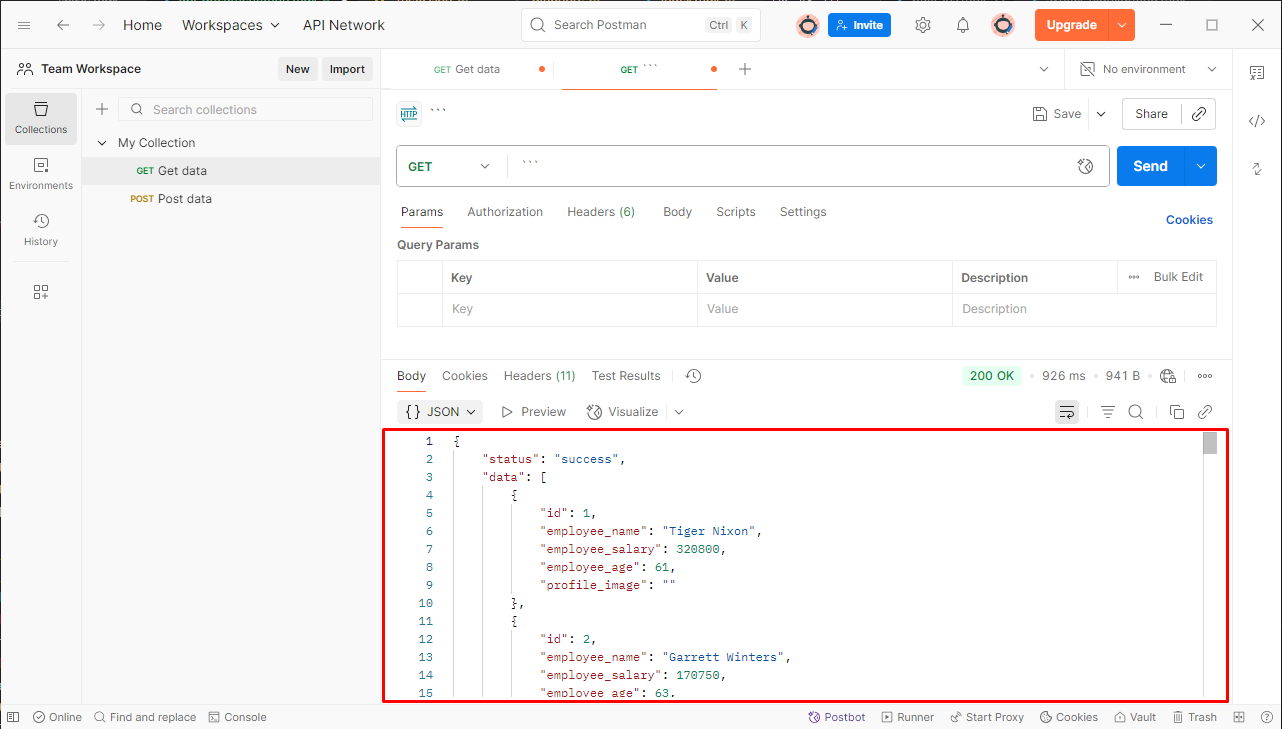 Home Workspaces API Network Search Postman Ctrl K Invite Upgrade
Team Workspace New Import
GET Get data GET ``` No environment
Collections
Environments
History
Search collections
My Collection
GET Get data
POST Post data
HTTP ``` Save Share
GET ``` Send
Params Authorization Headers (6) Body Scripts Settings Cookies
Query Params
Key Value Description Bulk Edit
Key Value Description
Body Cookies Headers (11) Test Results 200 OK 926 ms 941 B
{} JSON Preview Visualize
1 {
2 "status": "success",
3 "data": [
4 {
5 "id": 1,
6 "employee_name": "Tiger Nixon",
7 "employee_salary": 320800,
8 "employee_age": 61,
9 "profile_image": ""
10 },
11 {
12 "id": 2,
13 "employee_name": "Garrett Winters",
14 "employee_salary": 170750,
15 "employee_age": 63,
Online Find and replace Console Postbot Runner Start Proxy Cookies Vault Trash